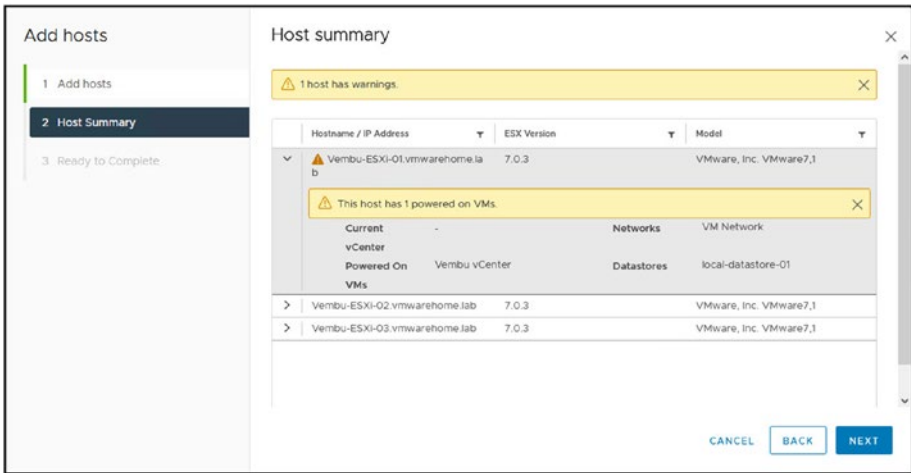 Add hosts
1 Add hosts
2 Host Summary
3 Ready to Complete
Host summary
1 host has warnings.
Hostname / IP Address ESX Version Model
Vembu-ESXi-01.vmwarehome.la 7.0.3 VMware, Inc. VMware7,1
b
This host has 1 powered on VMs.
Current - Networks VM Network
vCenter
Powered On Vembu vCenter Datastores local-datastore-01
VMs
Vembu-ESXi-02.vmwarehome.lab 7.0.3 VMware, Inc. VMware7,1
Vembu-ESXi-03.vmwarehome.lab 7.0.3 VMware, Inc. VMware7,1
CANCEL BACK NEXT